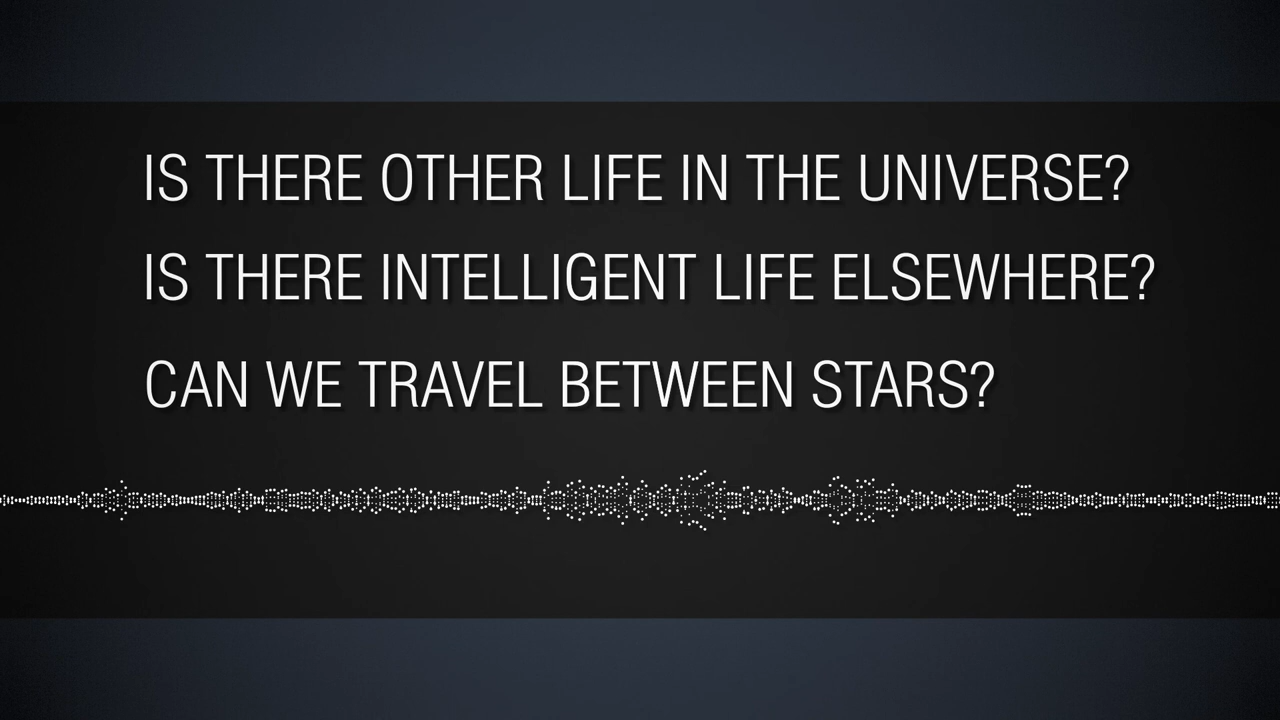 IS THERE OTHER LIFE IN THE UNIVERSE?
IS THERE INTELLIGENT LIFE ELSEWHERE?
CAN WE TRAVEL BETWEEN STARS?